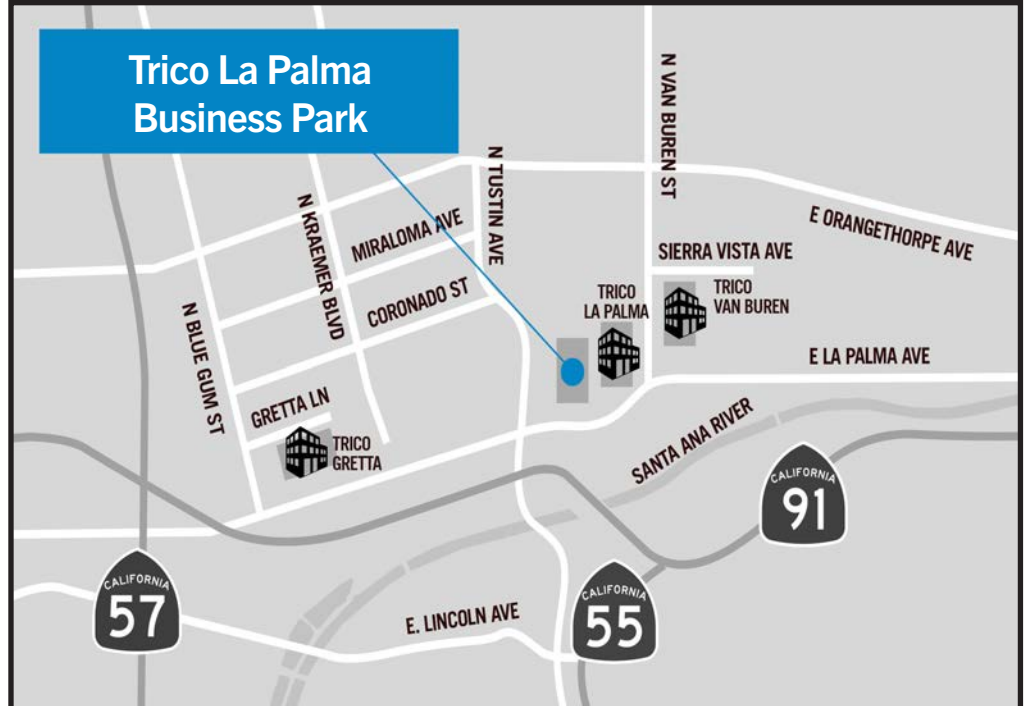 Trico La Palma
Business Park
N VAN BUREN ST
N TUSTIN AVE
E ORANGETHORPE AVE
N KRAEMER BLVD
MIRALOMA AVE
SIERRA VISTA AVE
CORONADO ST
TRICO
LA PALMA
TRICO
VAN BUREN
N BLUE GUM ST
E LA PALMA AVE
GRETTA LN
TRICO
GRETTA
SANTA ANA RIVER
CALIFORNIA
91
CALIFORNIA
57
CALIFORNIA
55
E. LINCOLN AVE